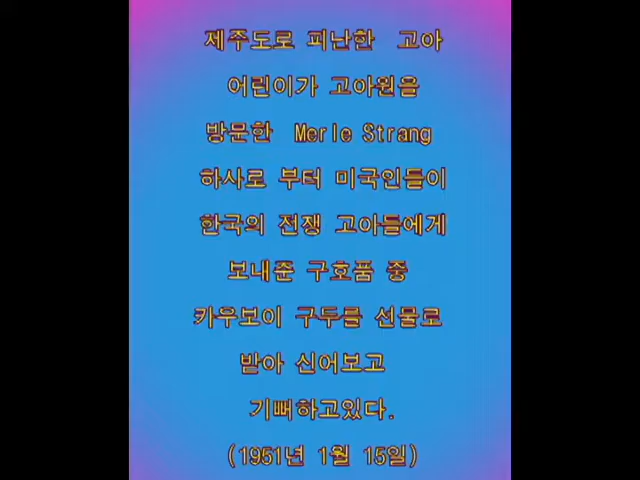 제주도로 피난한 고아
어린이가 고아원을
방문한 Merle Strang
하사로 부터 미국인들이
한국의 전쟁 고아들에게
보내준 구호품 중
카우보이 구두를 선물로
받아 신어보고
기뻐하고있다.
(1951년 1월 15일)